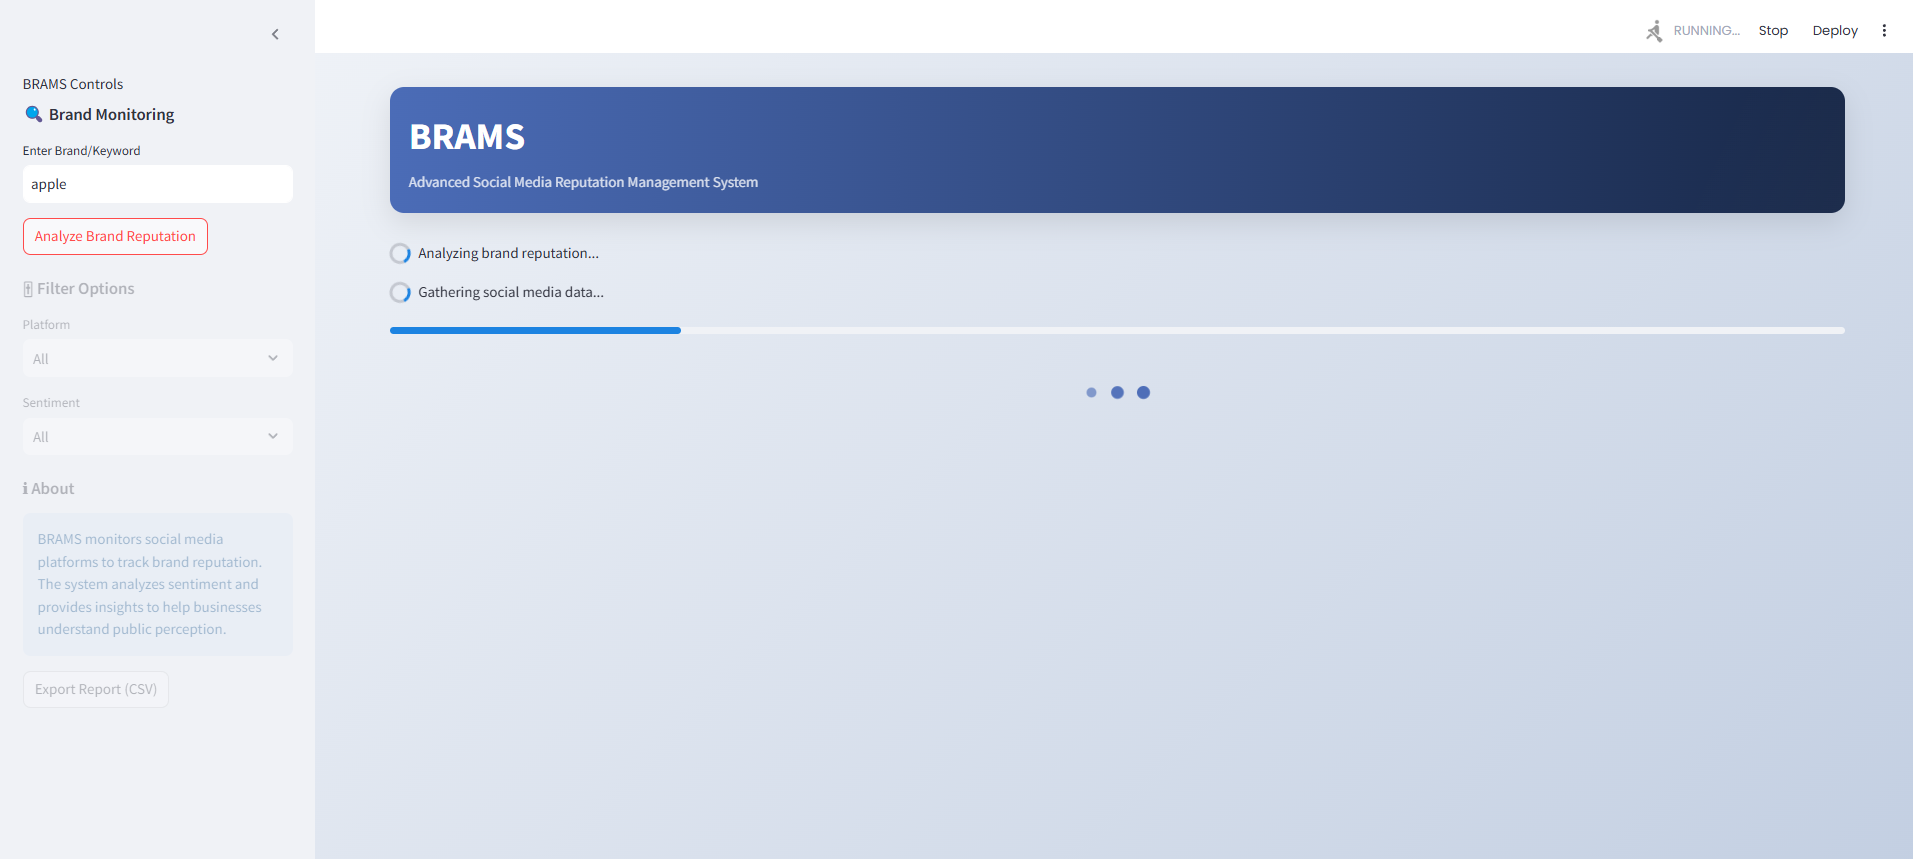 RUNNING...
Stop
Deploy
BRAMS Controls
🔍 Brand Monitoring
Enter Brand/Keyword
apple
Analyze Brand Reputation
Filter Options
Platform
All
Sentiment
All
ℹ About
BRAMS monitors social media
platforms to track brand reputation.
The system analyzes sentiment and
provides insights to help businesses
understand public perception.
Export Report (CSV)
BRAMS
Advanced Social Media Reputation Management System
Analyzing brand reputation...
Gathering social media data...